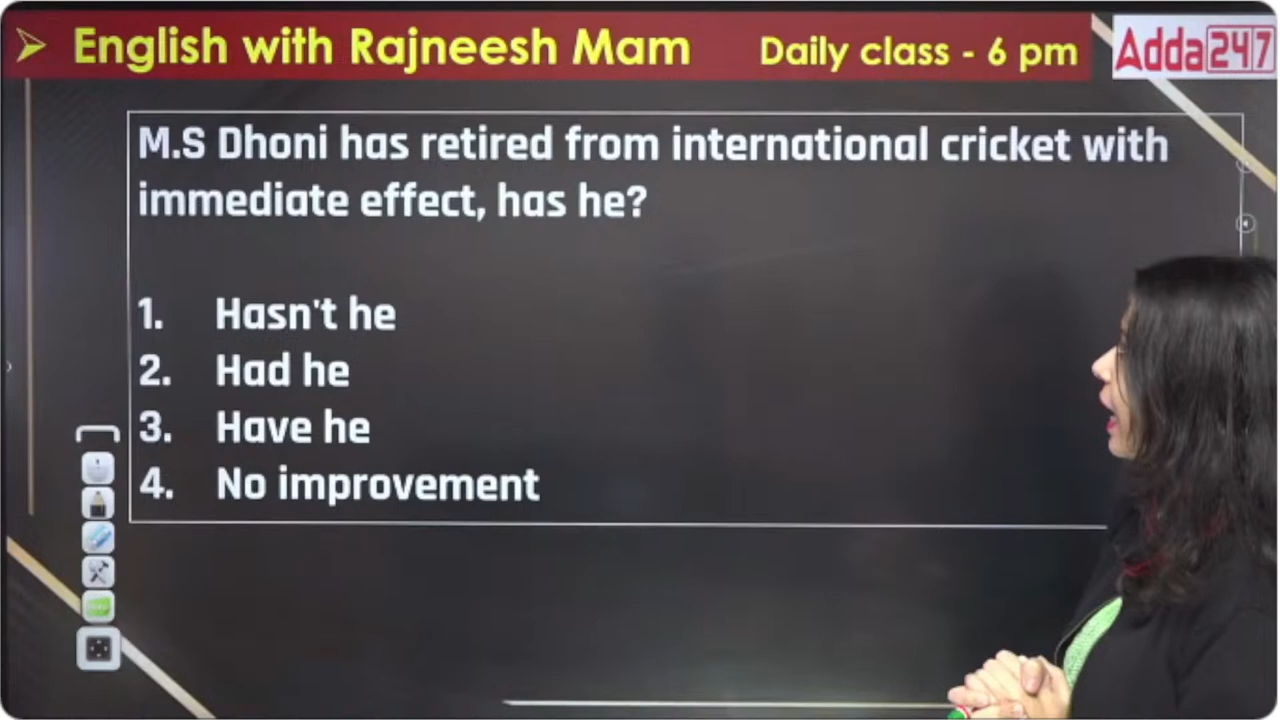 English with Rajneesh Mam
Daily class - 6 pm
Adda247
M.S Dhoni has retired from international cricket with
immediate effect, has he?
1. Hasn't he
2. Had he
3. Have he
4. No improvement